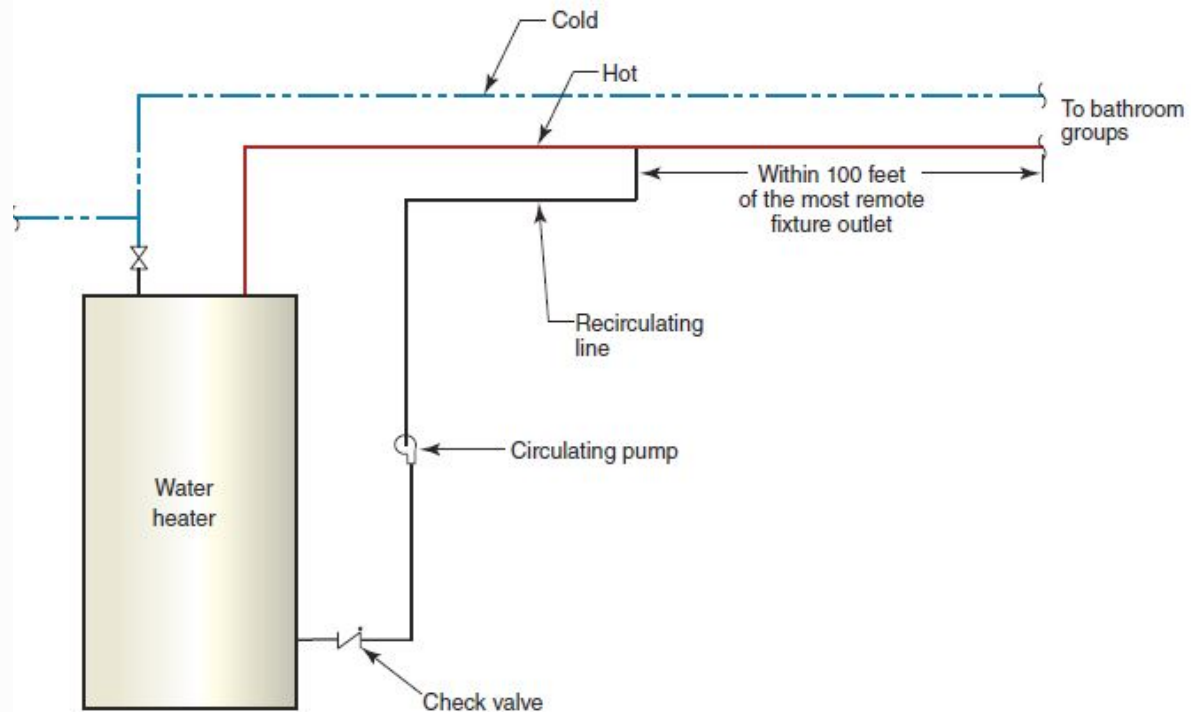 Cold
Hot
To bathroom
groups
Within 100 feet
of the most remote
fixture outlet
Recirculating
line
Circulating pump
Water
heater
Check valve